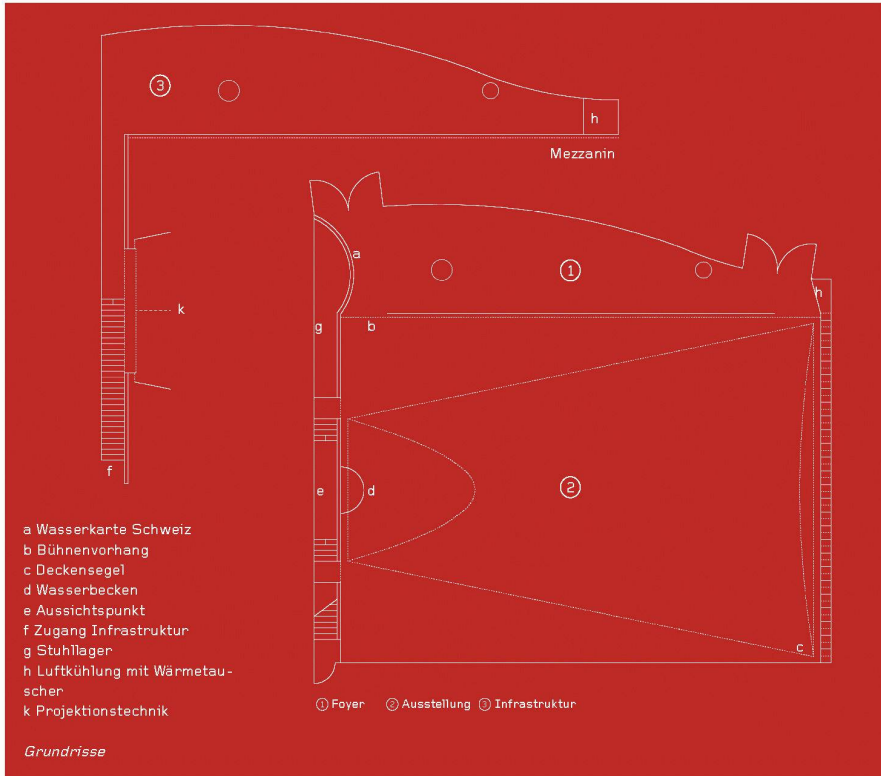 3
h
Mezzanin
a
1
h
k
g
b
f
e
d
2
c
a Wasserkarte Schweiz
b Bühnenvorhang
c Deckensegel
d Wasserbecken
e Aussichtspunkt
f Zugang Infrastruktur
g Stuhllager
h Luftkühlung mit Wärmetau-
scher
k Projektionstechnik
1 Foyer 2 Ausstellung 3 Infrastruktur
Grundrisse